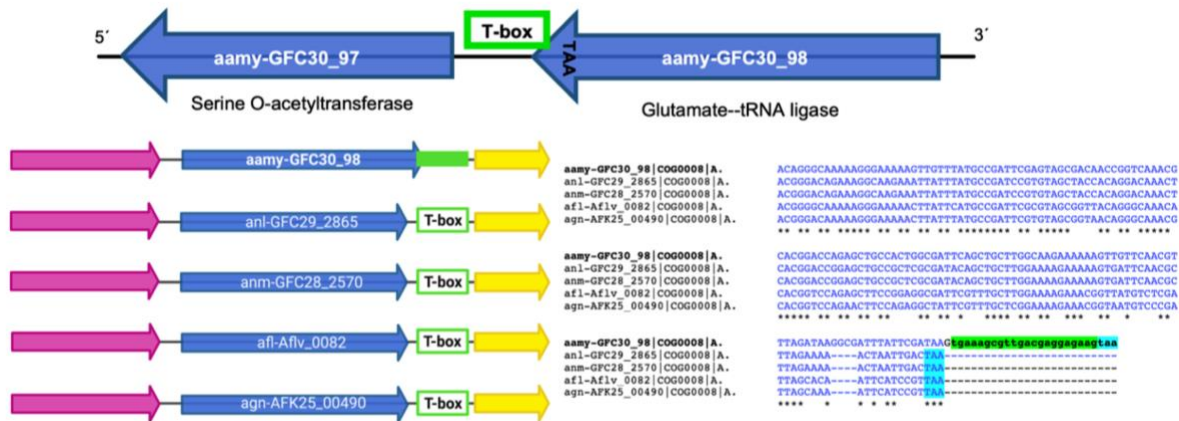 T-box
5´
3´
aamy-GFC30_97
TAA
aamy-GFC30_98
Serine O-acetyltransferase
Glutamate--tRNA ligase
aamy-GFC30_98
anl-GFC29_2865
T-box
anm-GFC28_2570
T-box
afl-Aflv_0082
T-box
agn-AFK25_00490
T-box
aamy-GFC30_98|COG0008|A. ACAGGGCAAAAAGGGAAAAAGTTGTTTATGCCGATTCGAGTAGCGACAACCGGTCAAACG
anl-GFC29_2865|COG0008|A. ACGGGACAGAAAGGCAAGAAATTATTTATGCCGATCCGTGTAGCTACCACAGGACAAACT
anm-GFC28_2570|COG0008|A. ACGGGACAGAAAGGCAAGAAATTATTTATGCCGATCCGTGTAGCTACCACAGGACAAACT
afl-Aflv_0082|COG0008|A. ACGGGACAAAAAGGGAAAAAACTTATTCATGCCGATTCGCGTAGCGGTTACAGGGCAAACA
agn-AFK25_00490|COG0008|A. ACGGGACAAAAAGGGAAAAAACTATTTATGCCGATTCGTGTAGCGGTAACAGGGCAAACG
aamy-GFC30_98|COG0008|A. CACGGACCAGAGCTGCCACTGGCGATTCAGCTGCTTGGCAAGAAAAAAGTTGTTCAACGT
anl-GFC29_2865|COG0008|A. CACGGACCGGAGCTGCCGCTCGCGATACAGCTGCTTGGAAAAGAAAAAGTGATTCAACGC
anm-GFC28_2570|COG0008|A. CACGGACCGGAGCTGCCGCTCGCGATACAGCTGCTTGGAAAAGAAAAAGTGATTCAACGC
afl-Aflv_0082|COG0008|A. CACGGTCCAGAGCTTCCGGAGGCGATTCGTTTGCTTGGAAAAGAAACGGTTATGTCTCGA
agn-AFK25_00490|COG0008|A. CACGGTCCAGAACTTCCAGAGGCTATTCGTTTGCTCGGAAAAGAAACGGTAATGTCCCGA
aamy-GFC30_98|COG0008|A. TTAGATAAGGCGATTTATTCGATAAGtgaaagcgttgacgaggagaagtaa
anl-GFC29_2865|COG0008|A. TTAGAAAA----ACTAATTGACTAA-------------------------
anm-GFC28_2570|COG0008|A. TTAGAAAA----ACTAATTGACTAA-------------------------
afl-Aflv_0082|COG0008|A. TTAGCACA----ATTCATCCGTTAA-------------------------
agn-AFK25_00490|COG0008|A. TTAGCAAA----ATTCATCCGTTAA-------------------------